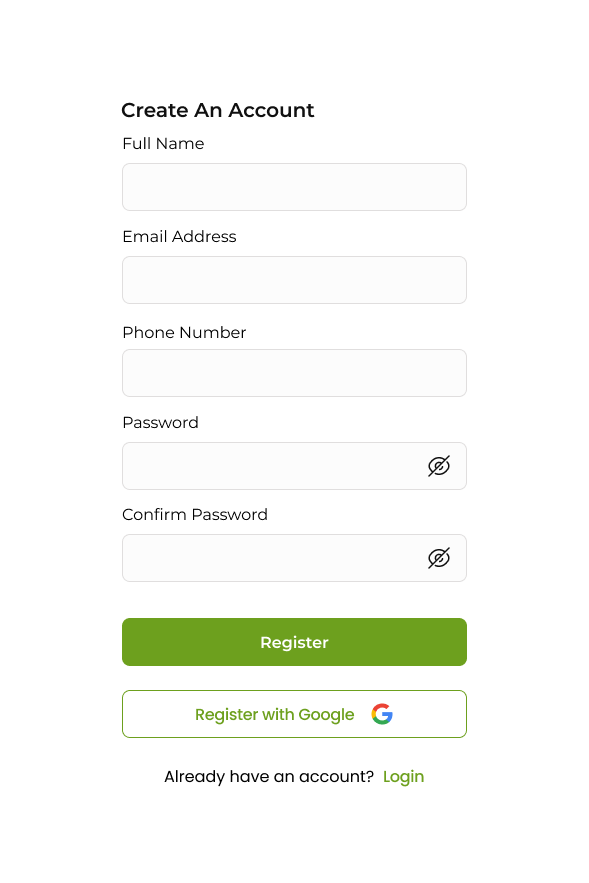 Create An Account
Full Name
Email Address
Phone Number
Password
Confirm Password
Register
Register with Google
Already have an account? Login